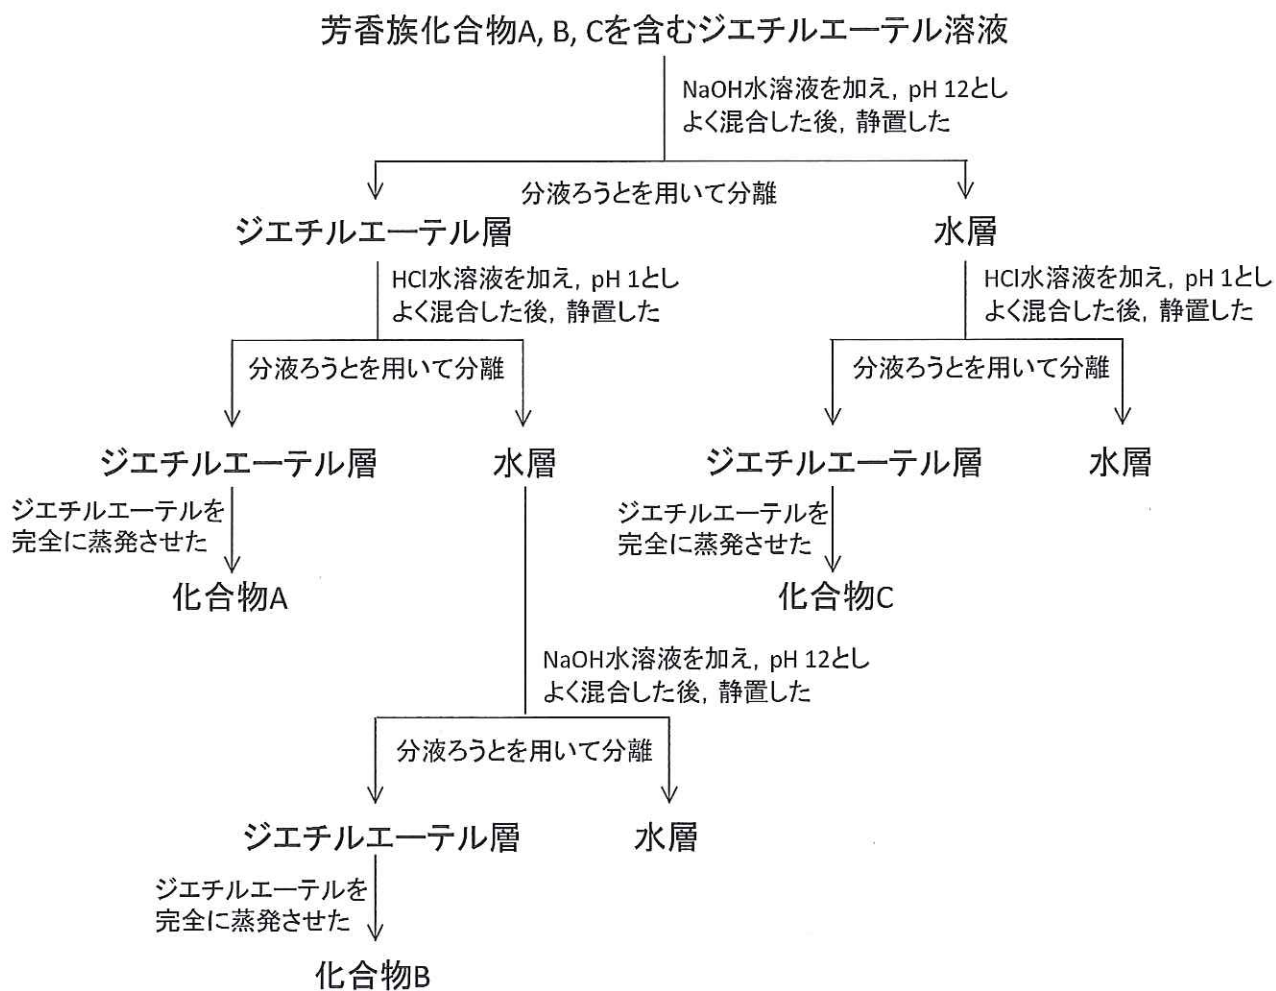 芳香族化合物A, B, Cを含むジエチルエーテル溶液
NaOH水溶液を加え, pH 12とし
よく混合した後, 静置した
分液ろうとを用いて分離
ジエチルエーテル層
水層
HCl水溶液を加え, pH 1とし
よく混合した後, 静置した
HCl水溶液を加え, pH 1とし
よく混合した後, 静置した
分液ろうとを用いて分離
分液ろうとを用いて分離
ジエチルエーテル層
水層
ジエチルエーテル層
水層
ジエチルエーテルを
完全に蒸発させた
ジエチルエーテルを
完全に蒸発させた
化合物A
化合物C
NaOH水溶液を加え, pH 12とし
よく混合した後, 静置した
分液ろうとを用いて分離
ジエチルエーテル層
水層
ジエチルエーテルを
完全に蒸発させた
化合物B